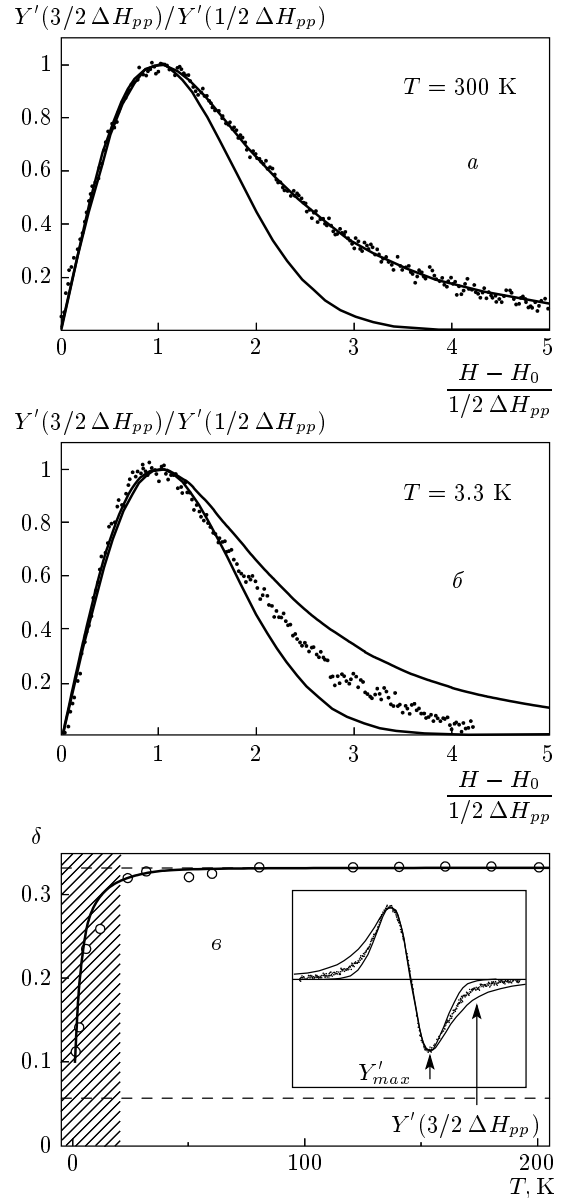 Y′(3/2 ΔH_pp)/Y′(1/2 ΔH_pp)
T = 300 K
а
1
0.8
0.6
0.4
0.2
0 1 2 3 4 5
H − H_0
1/2 ΔH_pp
Y′(3/2 ΔH_pp)/Y′(1/2 ΔH_pp)
T = 3.3 K
б
1
0.8
0.6
0.4
0.2
0 1 2 3 4 5
H − H_0
1/2 ΔH_pp
δ
в
0.3
0.2
0.1
0
Y′_max
Y′(3/2 ΔH_pp)
0 100 200
T, K